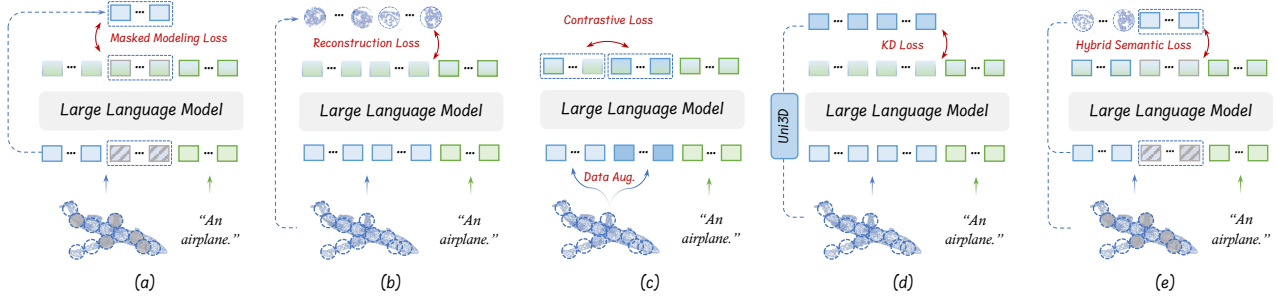 Masked Modeling Loss
Large Language Model
“An
airplane.”
(a)
Reconstruction Loss
Large Language Model
“An
airplane.”
(b)
Contrastive Loss
Large Language Model
Data Aug.
“An
airplane.”
(c)
KD Loss
Large Language Model
Uni3D
“An
airplane.”
(d)
Hybrid Semantic Loss
Large Language Model
“An
airplane.”
(e)